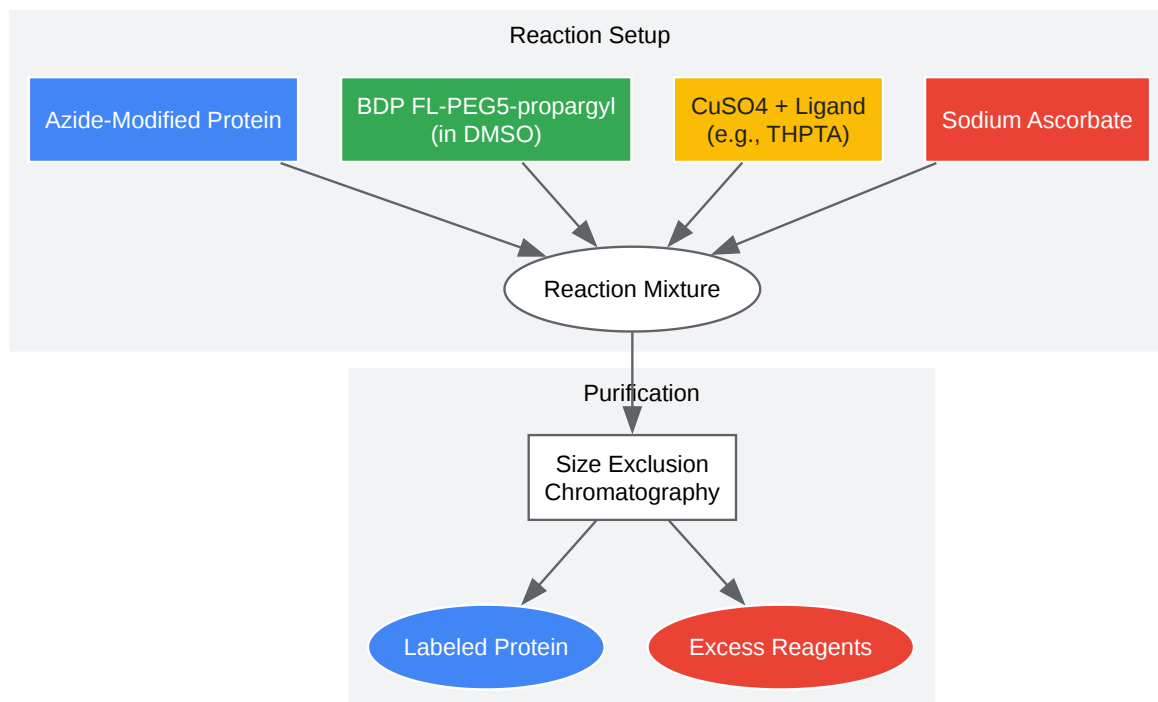 Reaction Setup
Azide-Modified Protein
BDP FL-PEG5-propargyl
(in DMSO)
CuSO4 + Ligand
(e.g., THPTA)
Sodium Ascorbate
Reaction Mixture
Purification
Size Exclusion
Chromatography
Labeled Protein
Excess Reagents